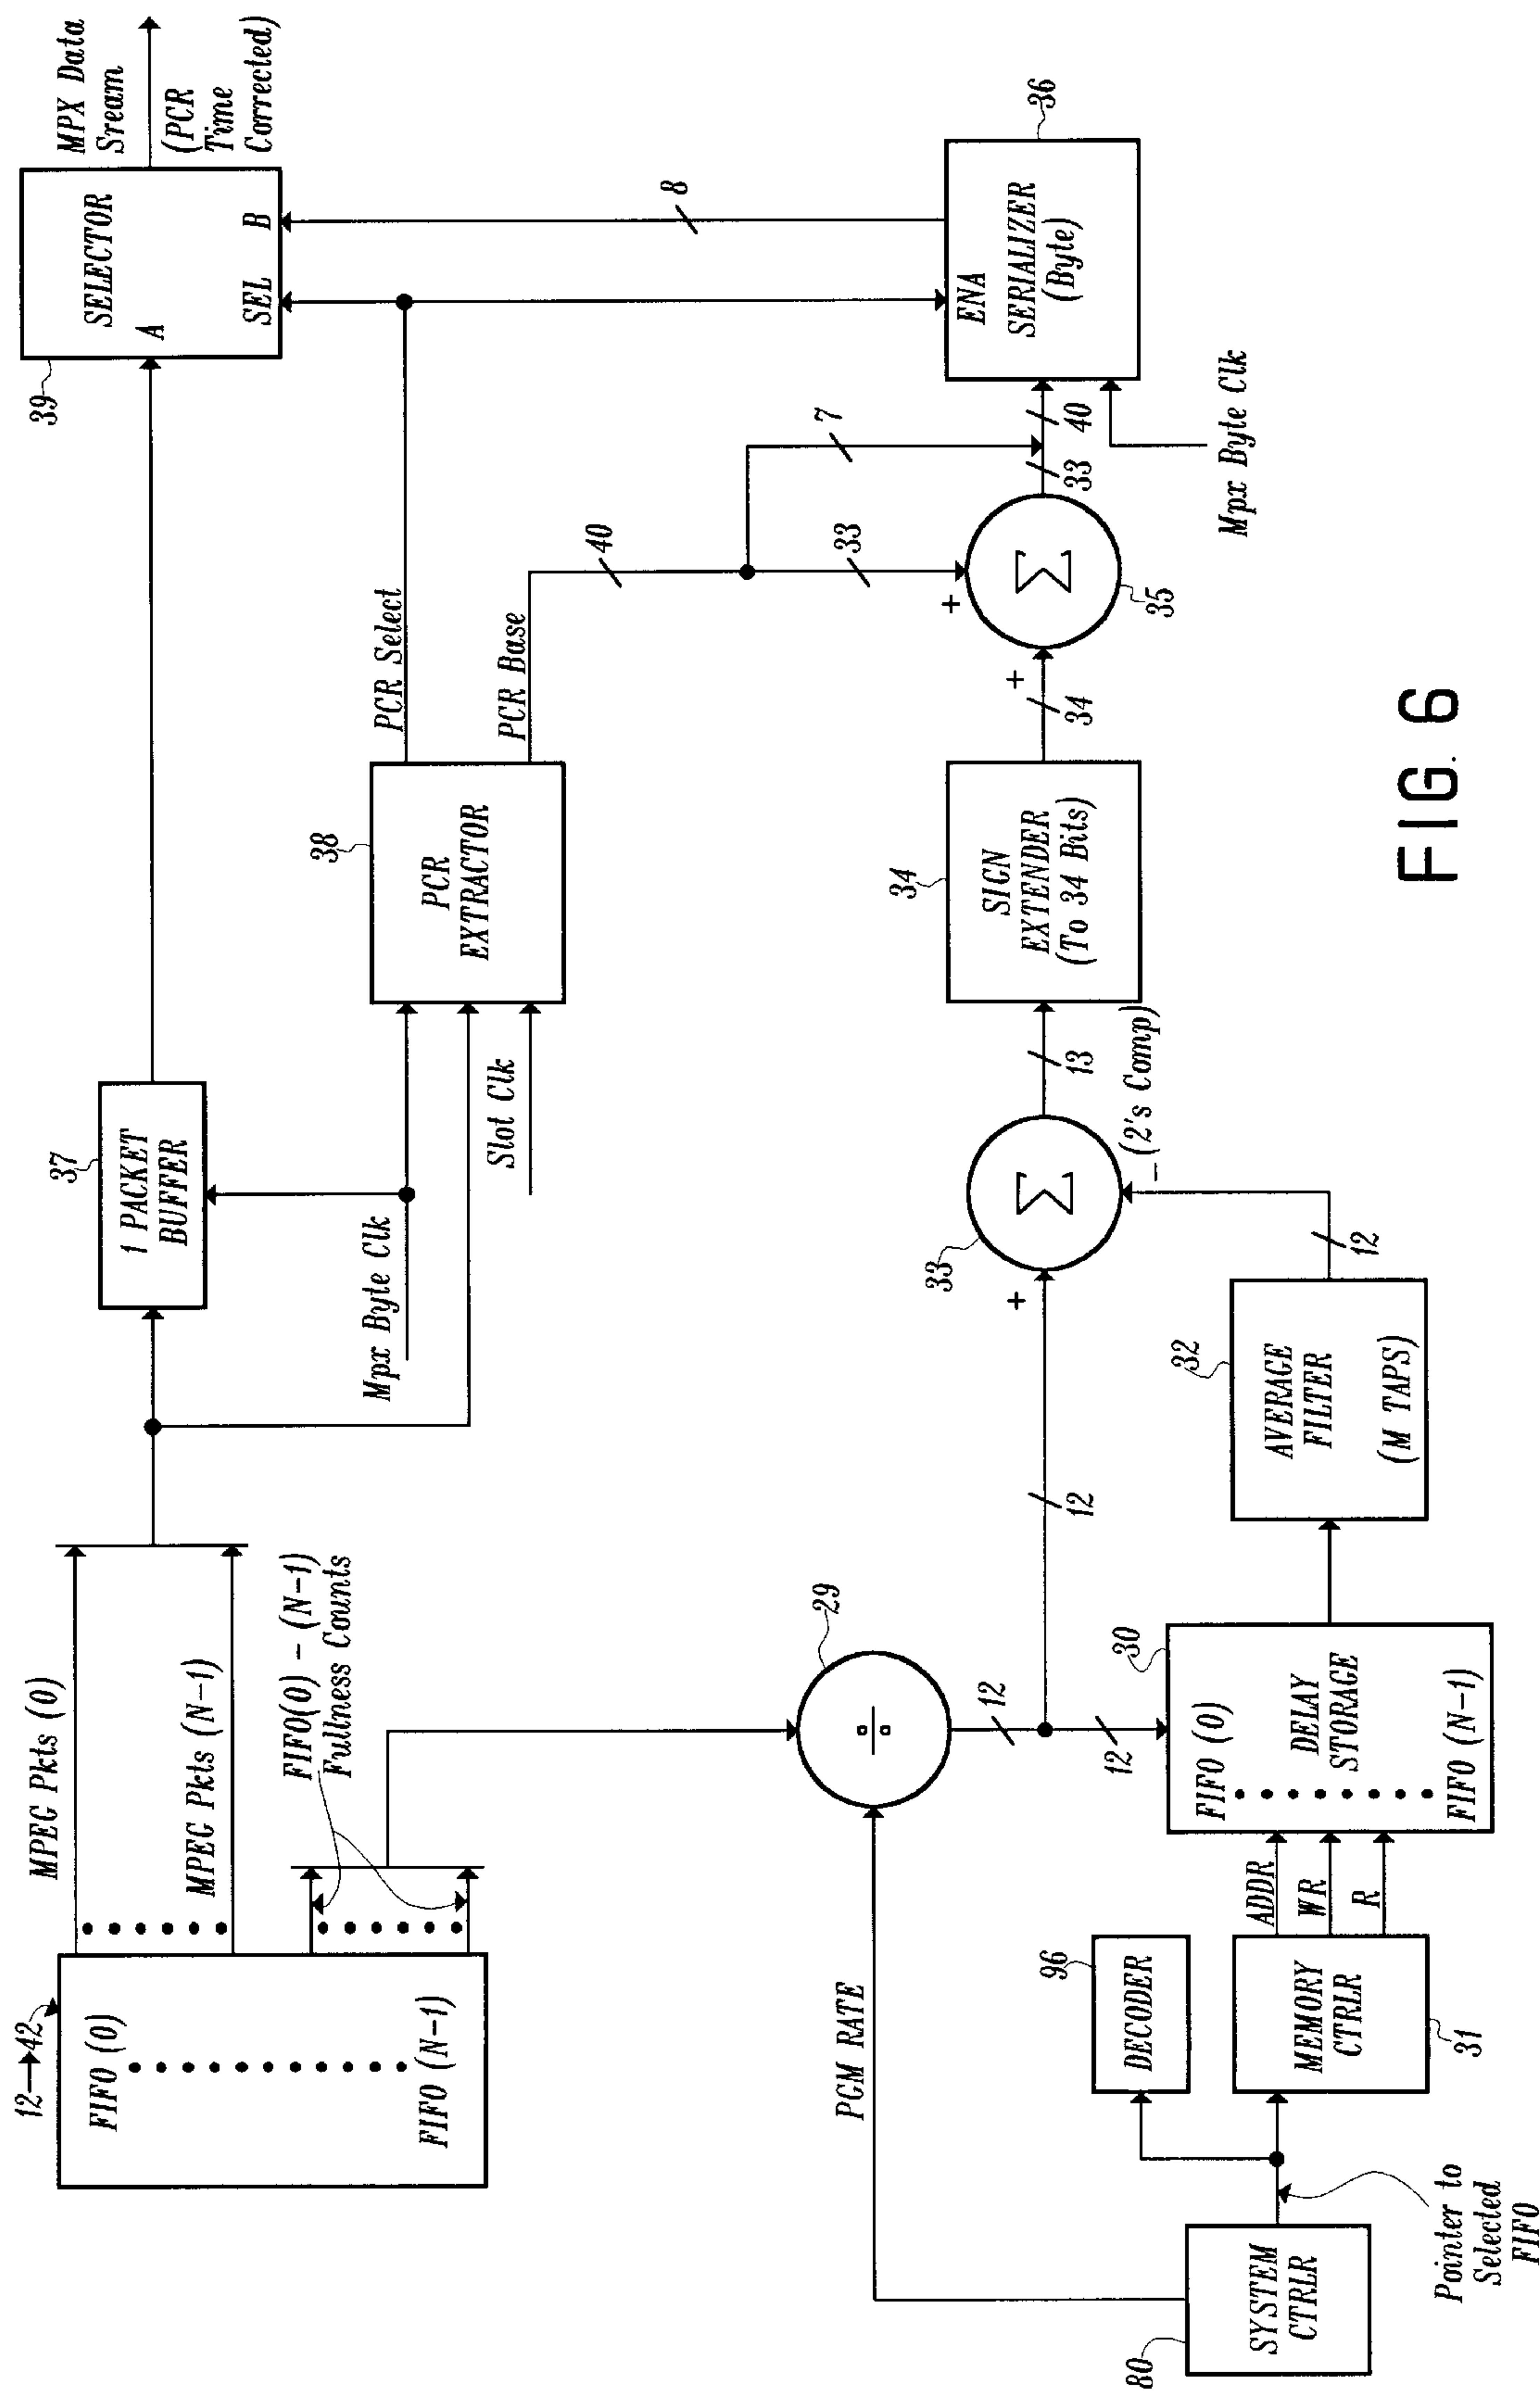 12→42
FIFO (0)
FIFO (N-1)
MPEG Pkts (0)
MPEG Pkts (N-1)
FIFO(0) - (N-1)
Fullness Counts
37
1 PACKET
BUFFER
Mpx Byte Clk
Slot Clk
38
PCR
EXTRACTOR
PCR Select
PCR Base
39
SELECTOR
A
SEL
B
MPX Data
Sream
(PCR
Time
Corrected)
40
7
33
8
80
SYSTEM
CTRLR
PGM RATE
Pointer to
Selected
FIFO
96
DECODER
MEMORY
CTRLR
31
ADDR
WR
R
29
÷
12
12
12
30
FIFO (0)
DELAY
STORAGE
FIFO (N-1)
32
AVERAGE
FILTER
(M TAPS)
12
33
+
Σ
- (2's Comp)
13
34
SIGN
EXTENDER
(To 34 Bits)
34
+
+
Σ
35
33
40
Mpx Byte Clk
36
ENA
SERIALIZER
(Byte)
FIG. 6